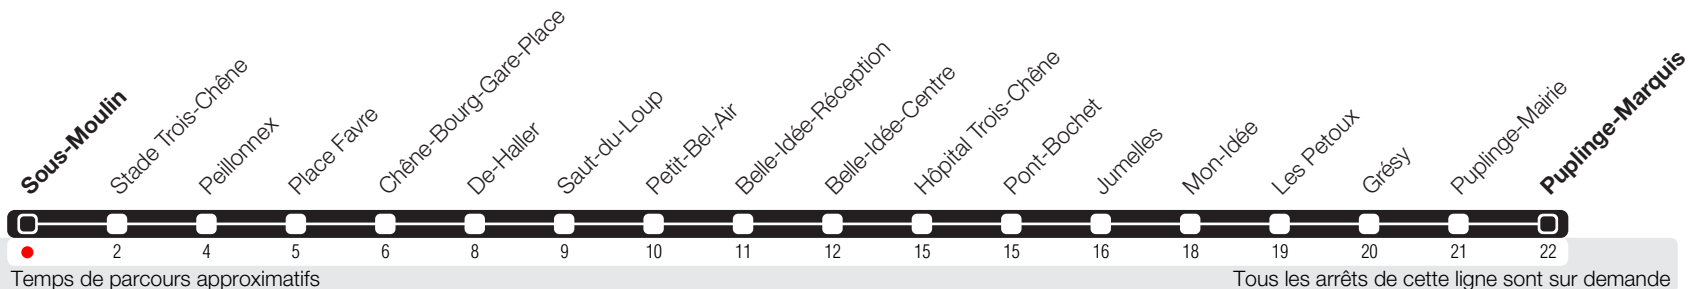 Sous-Moulin
Stade Trois-Chêne
Peillonnex
Place Favre
Chêne-Bourg-Gare-Place
De-Haller
Saut-du-Loup
Petit-Bel-Air
Belle-Idée-Réception
Belle-Idée-Centre
Hôpital Trois-Chêne
Pont-Bochet
Jumelles
Mon-Idée
Les Petoux
Grésy
Puplinge-Mairie
Puplinge-Marquis
2 4 5 6 8 9 10 11 12 15 15 16 18 19 20 21 22
Temps de parcours approximatifs
Tous les arrêts de cette ligne sont sur demande